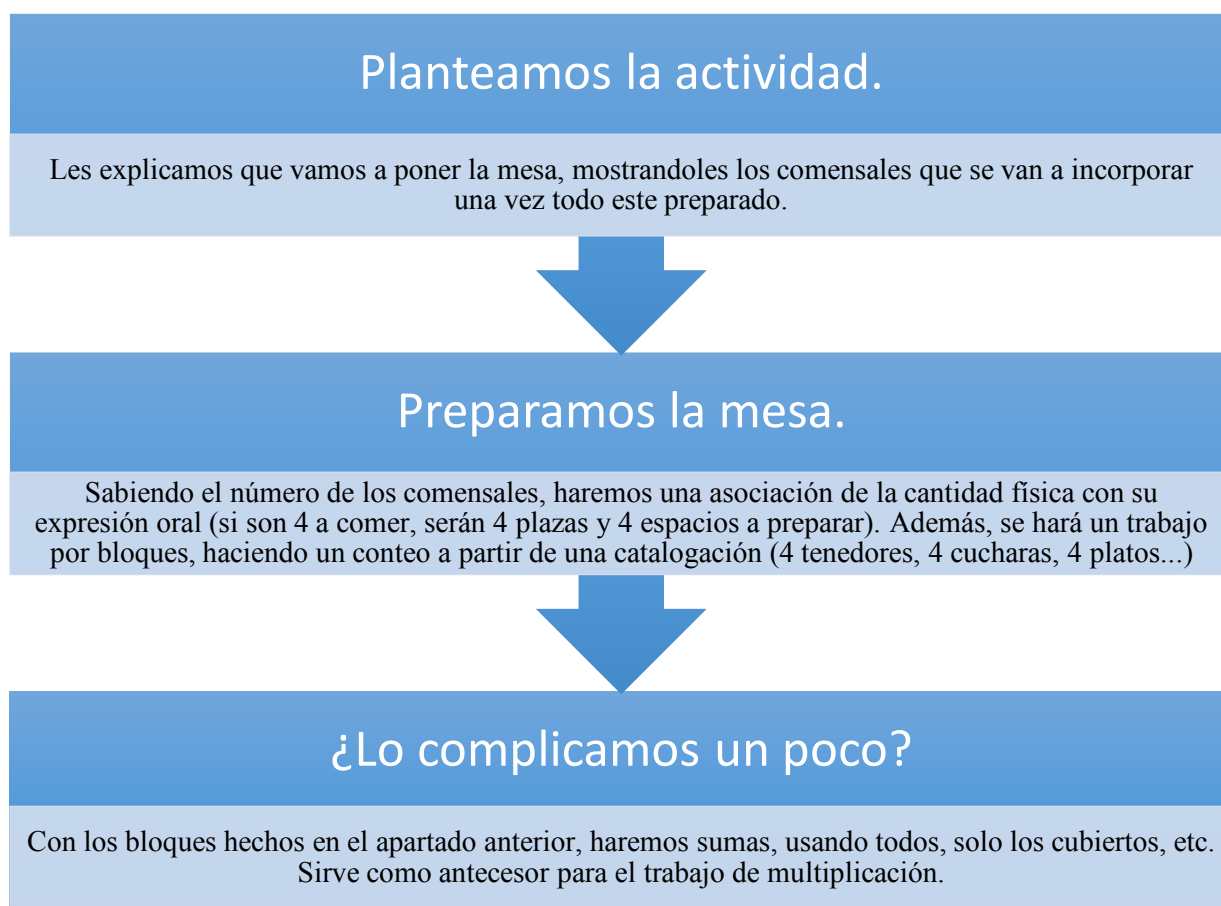 Planteamos la actividad.
Les explicamos que vamos a poner la mesa, mostrandoles los comensales que se van a incorporar
una vez todo este preparado.
Preparamos la mesa.
Sabiendo el número de los comensales, haremos una asociación de la cantidad física con su
expresión oral (si son 4 a comer, serán 4 plazas y 4 espacios a preparar). Además, se hará un trabajo
por bloques, haciendo un conteo a partir de una catalogación (4 tenedores, 4 cucharas, 4 platos...)
¿Lo complicamos un poco?
Con los bloques hechos en el apartado anterior, haremos sumas, usando todos, solo los cubiertos, etc.
Sirve como antecesor para el trabajo de multiplicación.